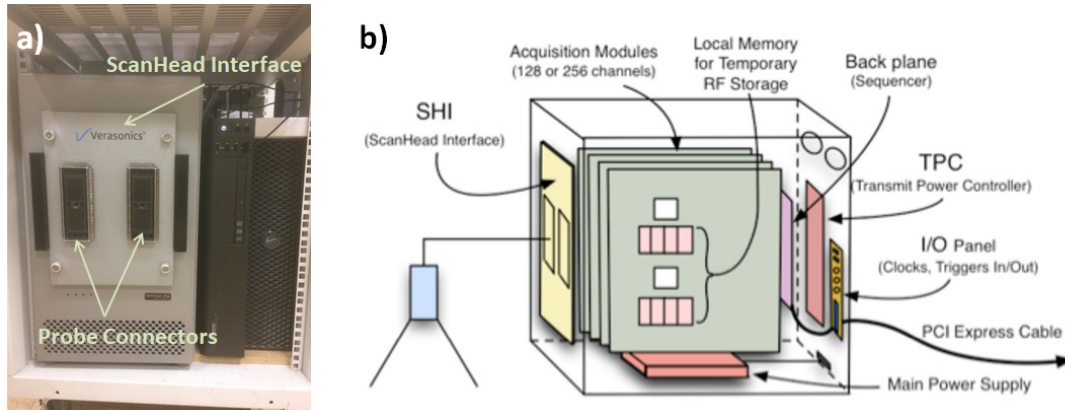 a)
ScanHead Interface
Verasonics
Probe Connectors
b)
Acquisition Modules
(128 or 256 channels)
Local Memory
for Temporary
RF Storage
Back plane
(Sequencer)
SHI
(ScanHead Interface)
TPC
(Transmit Power Controller)
I/O Panel
(Clocks, Triggers In/Out)
PCI Express Cable
Main Power Supply